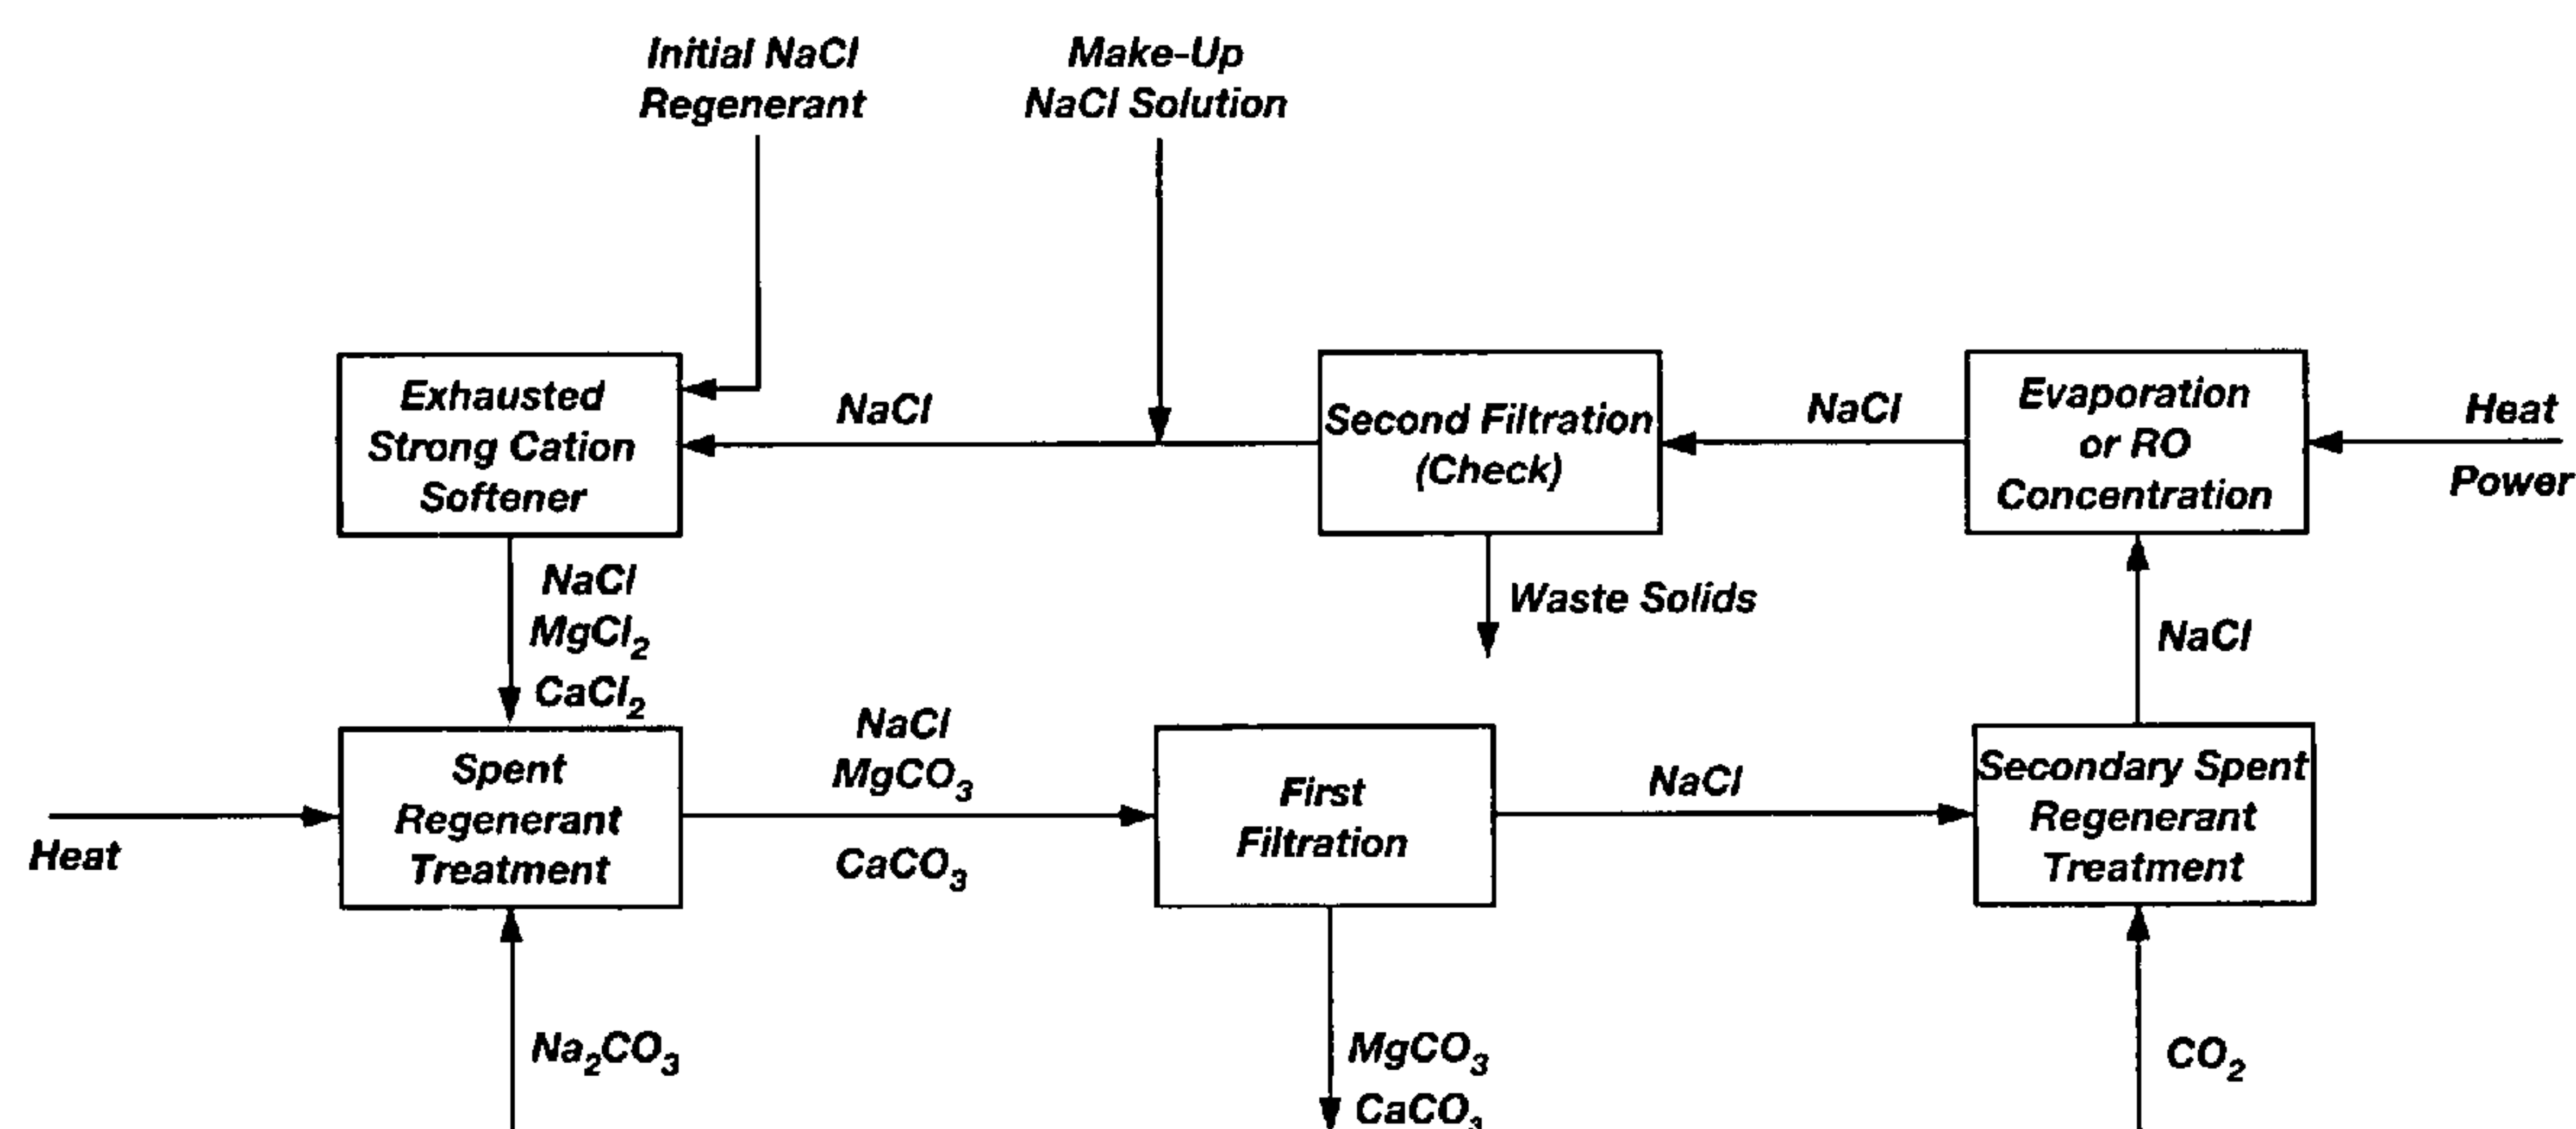 Initial NaCl
Regenerant
Make-Up
NaCl Solution
Exhausted
Strong Cation
Softener
NaCl
Second Filtration
(Check)
NaCl
Evaporation
or RO
Concentration
Heat
Power
NaCl
MgCl₂
CaCl₂
Waste Solids
NaCl
Spent
Regenerant
Treatment
Heat
NaCl
MgCO₃
CaCO₃
First
Filtration
NaCl
Secondary Spent
Regenerant
Treatment
Na₂CO₃
MgCO₃
CaCO₃
CO₂